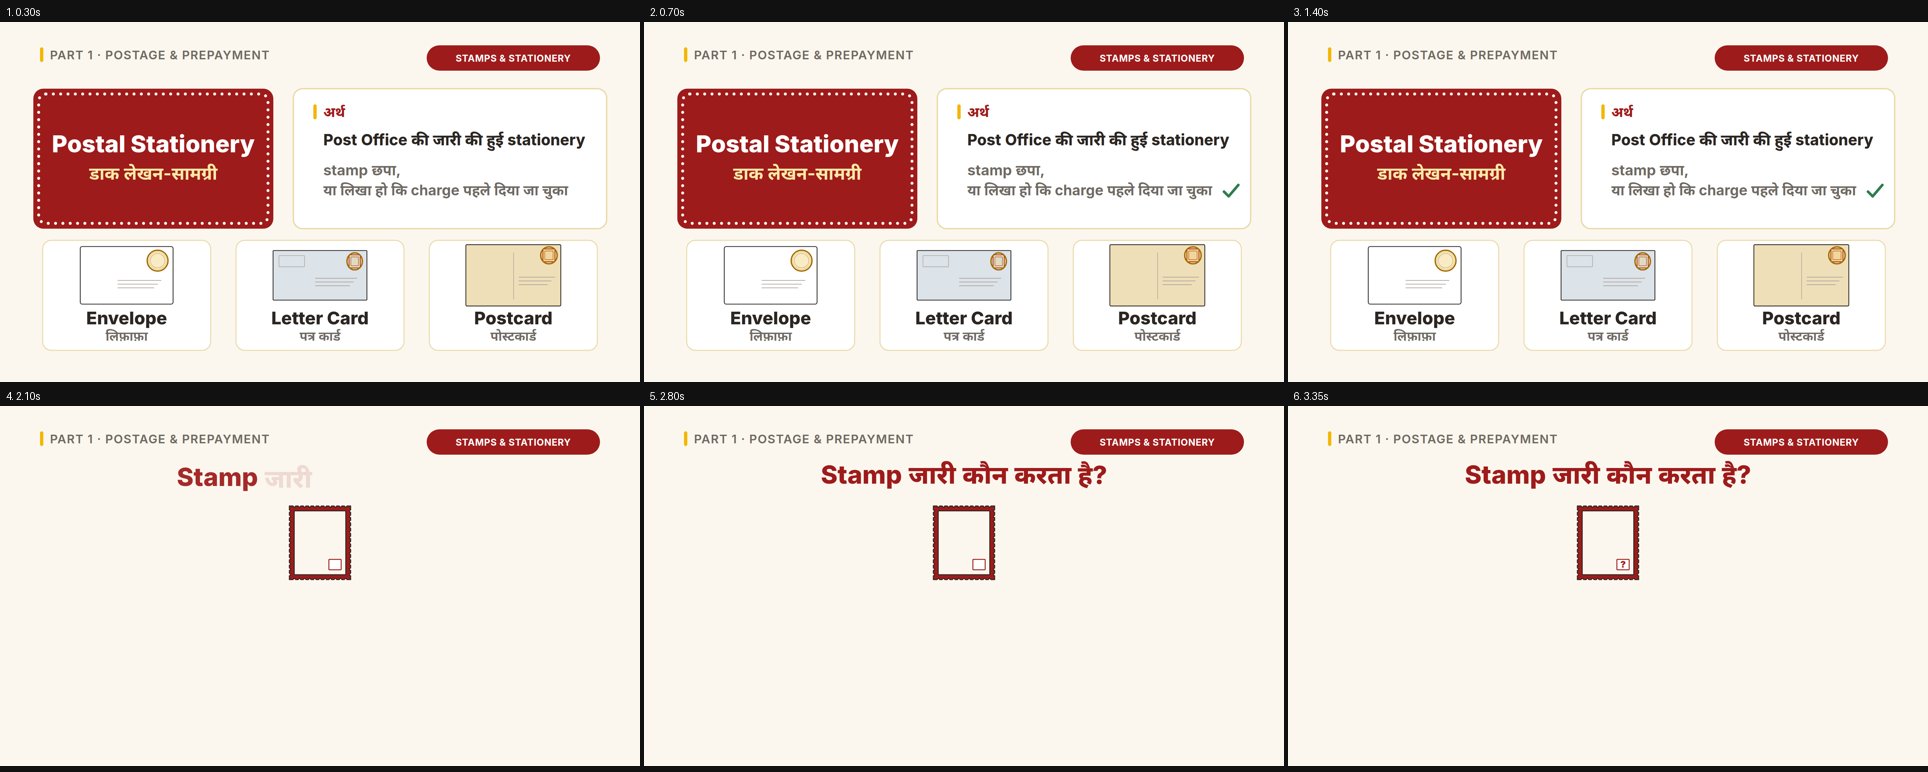 1. 0.30s
PART 1 · POSTAGE & PREPAYMENT
STAMPS & STATIONERY
Postal Stationery
डाक लेखन-सामग्री
अर्थ
Post Office की जारी की हुई stationery
stamp छपा,
या लिखा हो कि charge पहले दिया जा चुका
Envelope
लिफ़ाफ़ा
Letter Card
पत्र कार्ड
Postcard
पोस्टकार्ड
2. 0.70s
PART 1 · POSTAGE & PREPAYMENT
STAMPS & STATIONERY
Postal Stationery
डाक लेखन-सामग्री
अर्थ
Post Office की जारी की हुई stationery
stamp छपा,
या लिखा हो कि charge पहले दिया जा चुका
Envelope
लिफ़ाफ़ा
Letter Card
पत्र कार्ड
Postcard
पोस्टकार्ड
3. 1.40s
PART 1 · POSTAGE & PREPAYMENT
STAMPS & STATIONERY
Postal Stationery
डाक लेखन-सामग्री
अर्थ
Post Office की जारी की हुई stationery
stamp छपा,
या लिखा हो कि charge पहले दिया जा चुका
Envelope
लिफ़ाफ़ा
Letter Card
पत्र कार्ड
Postcard
पोस्टकार्ड
4. 2.10s
PART 1 · POSTAGE & PREPAYMENT
STAMPS & STATIONERY
Stamp जारी
5. 2.80s
PART 1 · POSTAGE & PREPAYMENT
STAMPS & STATIONERY
Stamp जारी कौन करता है?
6. 3.35s
PART 1 · POSTAGE & PREPAYMENT
STAMPS & STATIONERY
Stamp जारी कौन करता है?
?